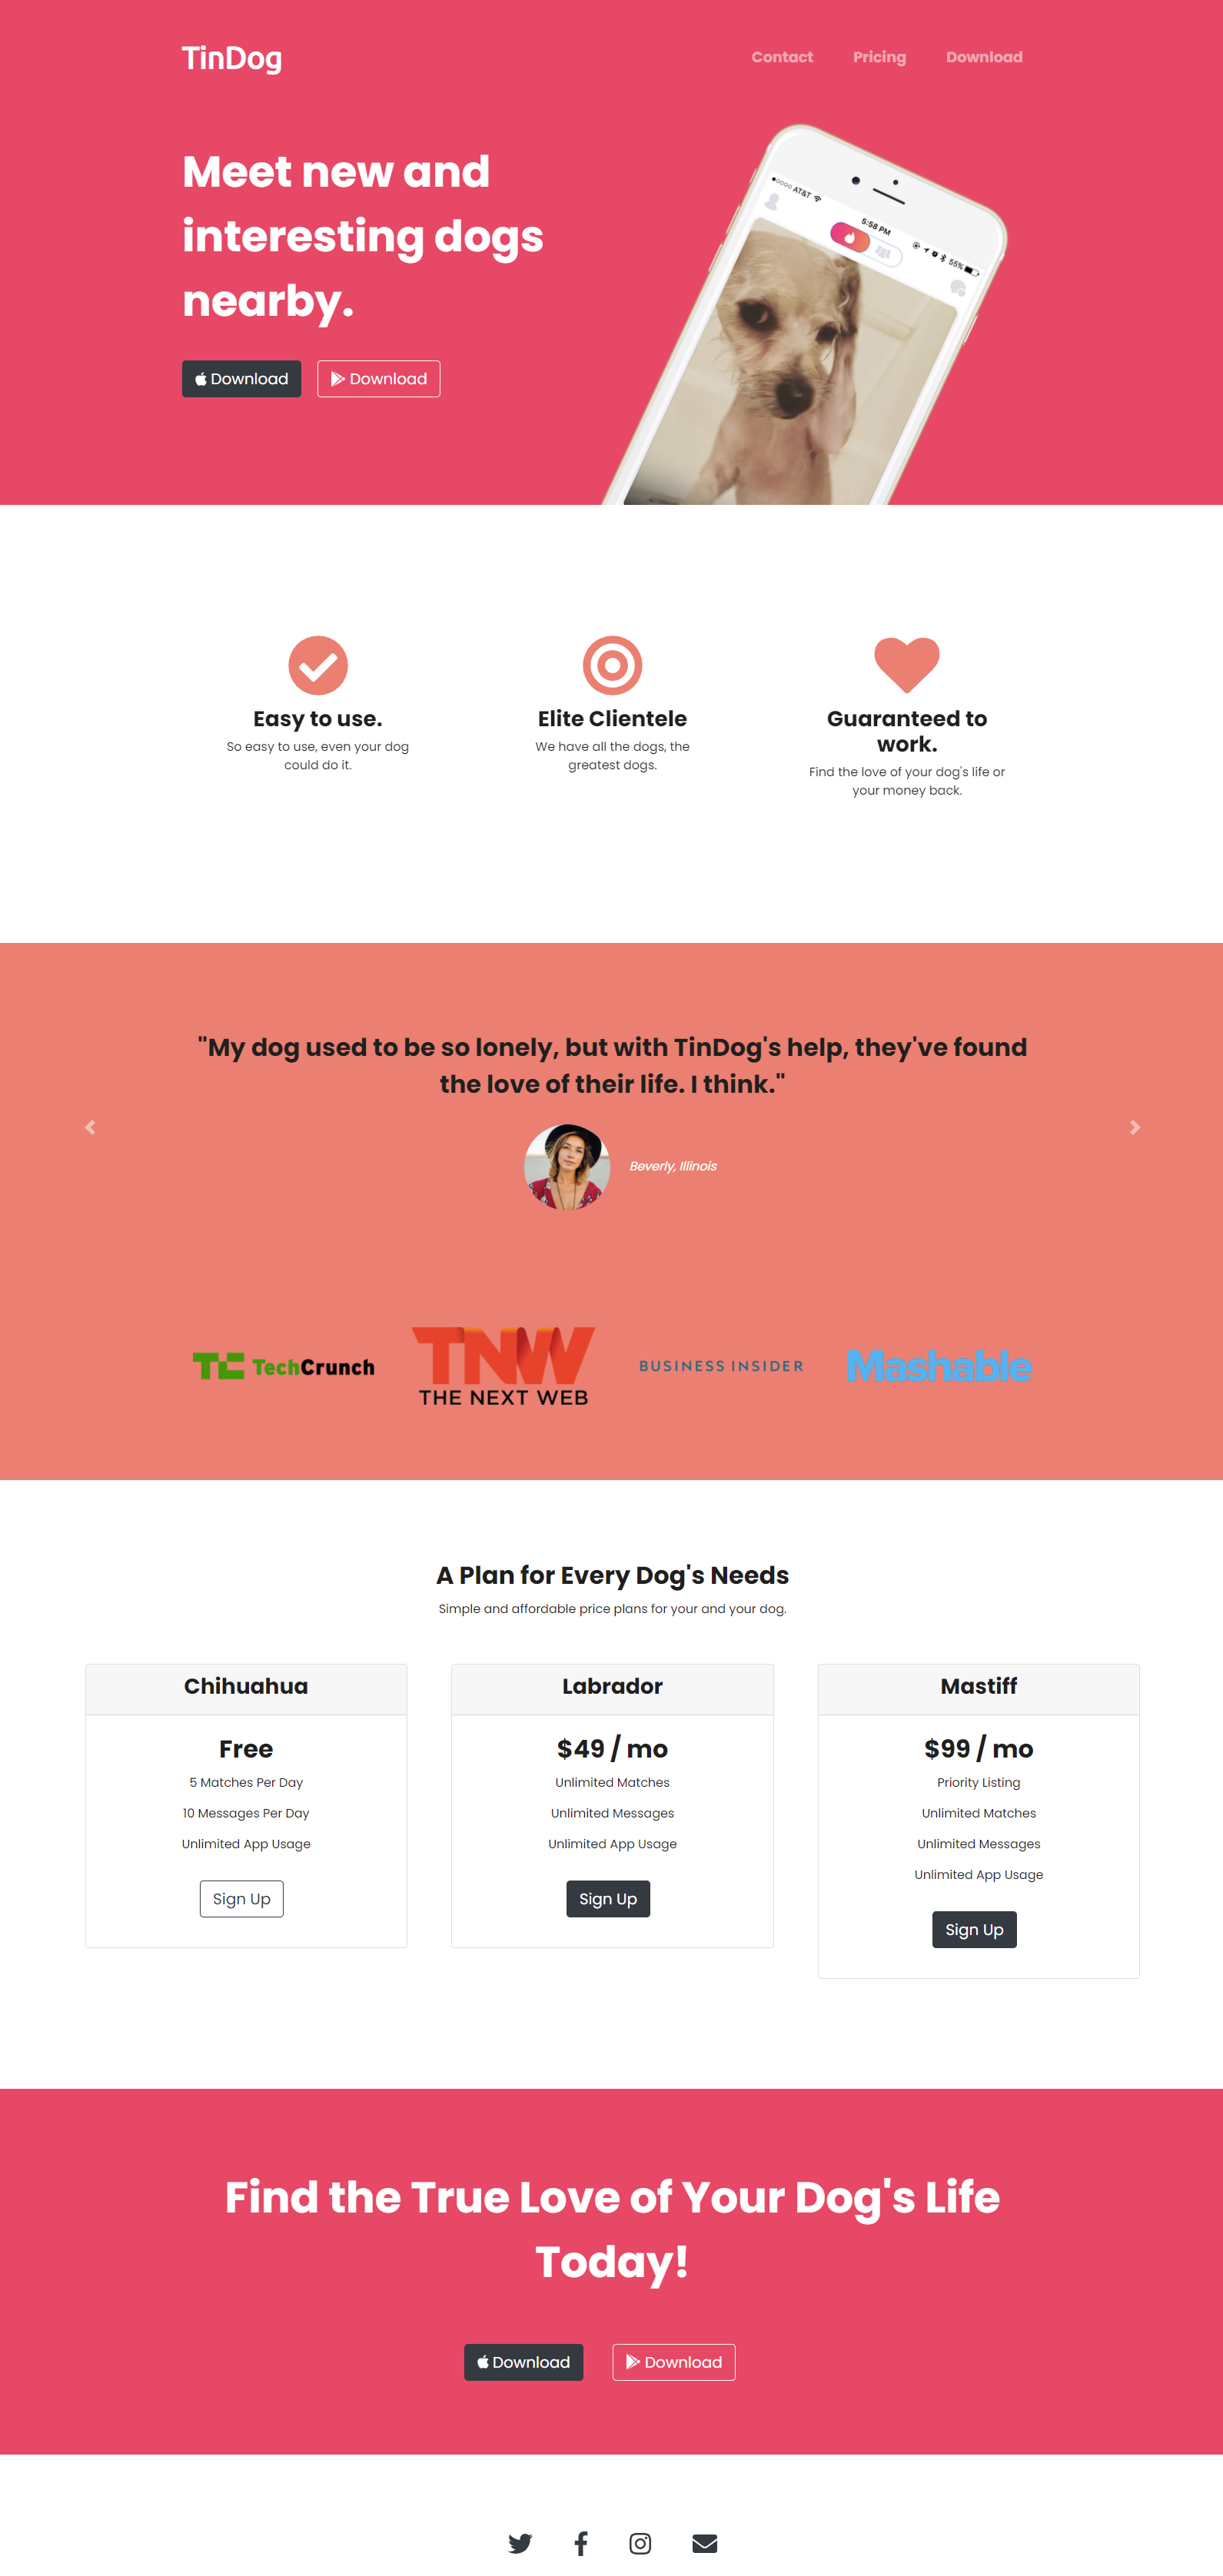 TinDog
Contact Pricing Download
Meet new and
interesting dogs
nearby.
Download Download
AT&T
5:58 PM
55%
Easy to use.
So easy to use, even your dog
could do it.
Elite Clientele
We have all the dogs, the
greatest dogs.
Guaranteed to
work.
Find the love of your dog's life or
your money back.
"My dog used to be so lonely, but with TinDog's help, they've found
the love of their life. I think."
Beverly, Illinois
TC TechCrunch
TNW
THE NEXT WEB
BUSINESS INSIDER
Mashable
A Plan for Every Dog's Needs
Simple and affordable price plans for your and your dog.
Chihuahua
Free
5 Matches Per Day
10 Messages Per Day
Unlimited App Usage
Sign Up
Labrador
$49 / mo
Unlimited Matches
Unlimited Messages
Unlimited App Usage
Sign Up
Mastiff
$99 / mo
Priority Listing
Unlimited Matches
Unlimited Messages
Unlimited App Usage
Sign Up
Find the True Love of Your Dog's Life
Today!
Download Download